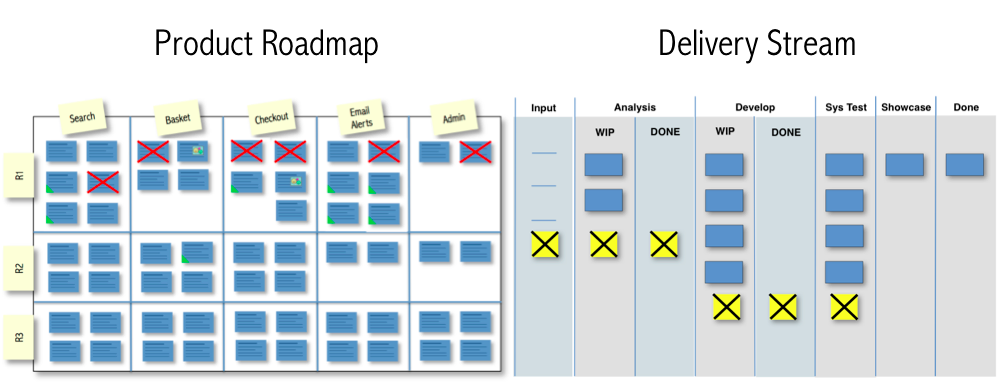 Product Roadmap
Delivery Stream
Search
Basket
Checkout
Email
Alerts
Admin
R1
R2
R3
Input
Analysis
Develop
Sys Test
Showcase
Done
WIP
DONE
WIP
DONE